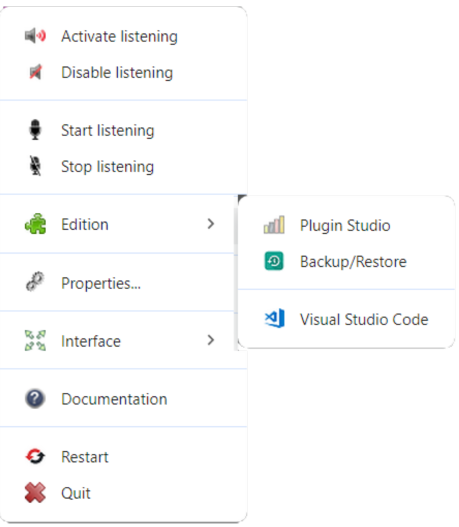 Activate listening
Disable listening
Start listening
Stop listening
Edition
Plugin Studio
Backup/Restore
Visual Studio Code
Properties...
Interface
Documentation
Restart
Quit